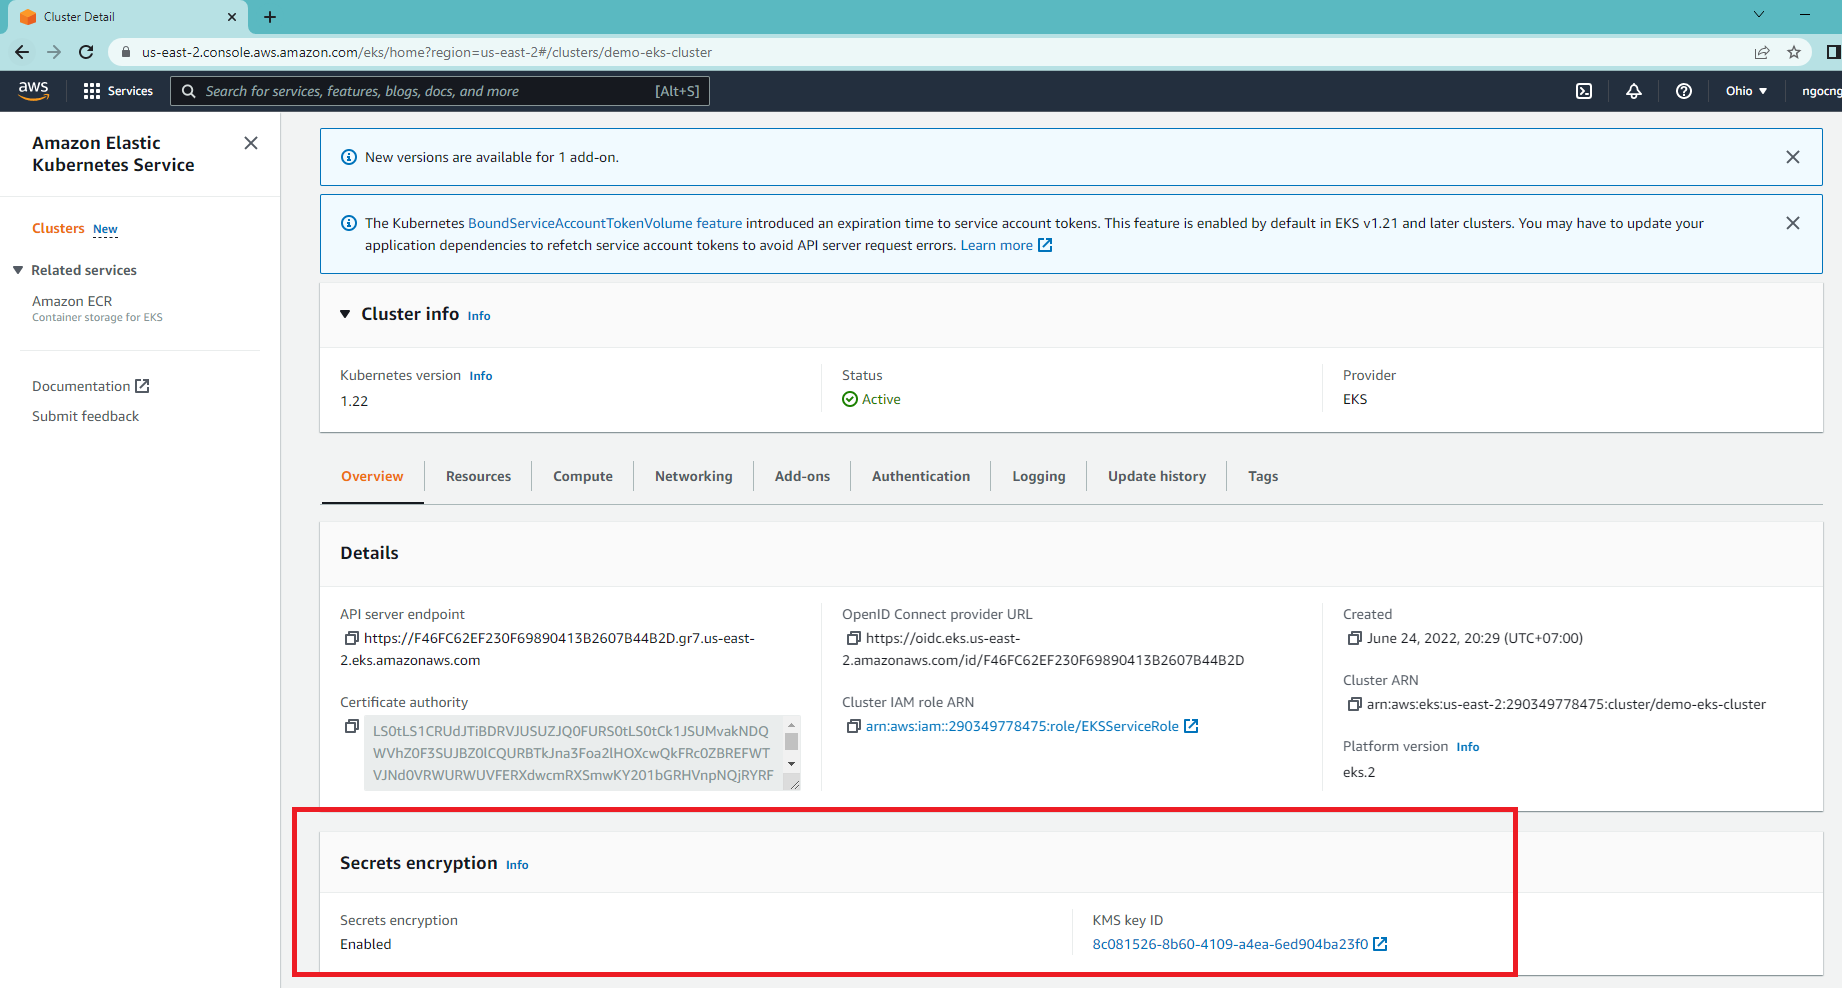 Cluster Detail
us-east-2.console.aws.amazon.com/eks/home?region=us-east-2#/clusters/demo-eks-cluster
aws
Services
Search for services, features, blogs, docs, and more
[Alt+S]
Ohio
ngocng
Amazon Elastic
Kubernetes Service
Clusters New
Related services
Amazon ECR
Container storage for EKS
Documentation
Submit feedback
New versions are available for 1 add-on.
The Kubernetes BoundServiceAccountTokenVolume feature introduced an expiration time to service account tokens. This feature is enabled by default in EKS v1.21 and later clusters. You may have to update your
application dependencies to refetch service account tokens to avoid API server request errors. Learn more
Cluster info Info
Kubernetes version Info
1.22
Status
Active
Provider
EKS
Overview
Resources
Compute
Networking
Add-ons
Authentication
Logging
Update history
Tags
Details
API server endpoint
https://F46FC62EF230F69890413B2607B44B2D.gr7.us-east-
2.eks.amazonaws.com
Certificate authority
LS0tLS1CRUdJTiBDRVJUSUZJQ0FURS0tLS0tCk1JSUMvakNDQ
WVhZ0F3SUJBZ0lCQURBTkJna3Foa2lHOXcwQkFRc0ZBREFWT
VJNd0VRWURWUVFERXdwcmRXSmwKY201bGRHVnpNQjRYRF
OpenID Connect provider URL
https://oidc.eks.us-east-
2.amazonaws.com/id/F46FC62EF230F69890413B2607B44B2D
Cluster IAM role ARN
arn:aws:iam::290349778475:role/EKSServiceRole
Created
June 24, 2022, 20:29 (UTC+07:00)
Cluster ARN
arn:aws:eks:us-east-2:290349778475:cluster/demo-eks-cluster
Platform version Info
eks.2
Secrets encryption Info
Secrets encryption
Enabled
KMS key ID
8c081526-8b60-4109-a4ea-6ed904ba23f0